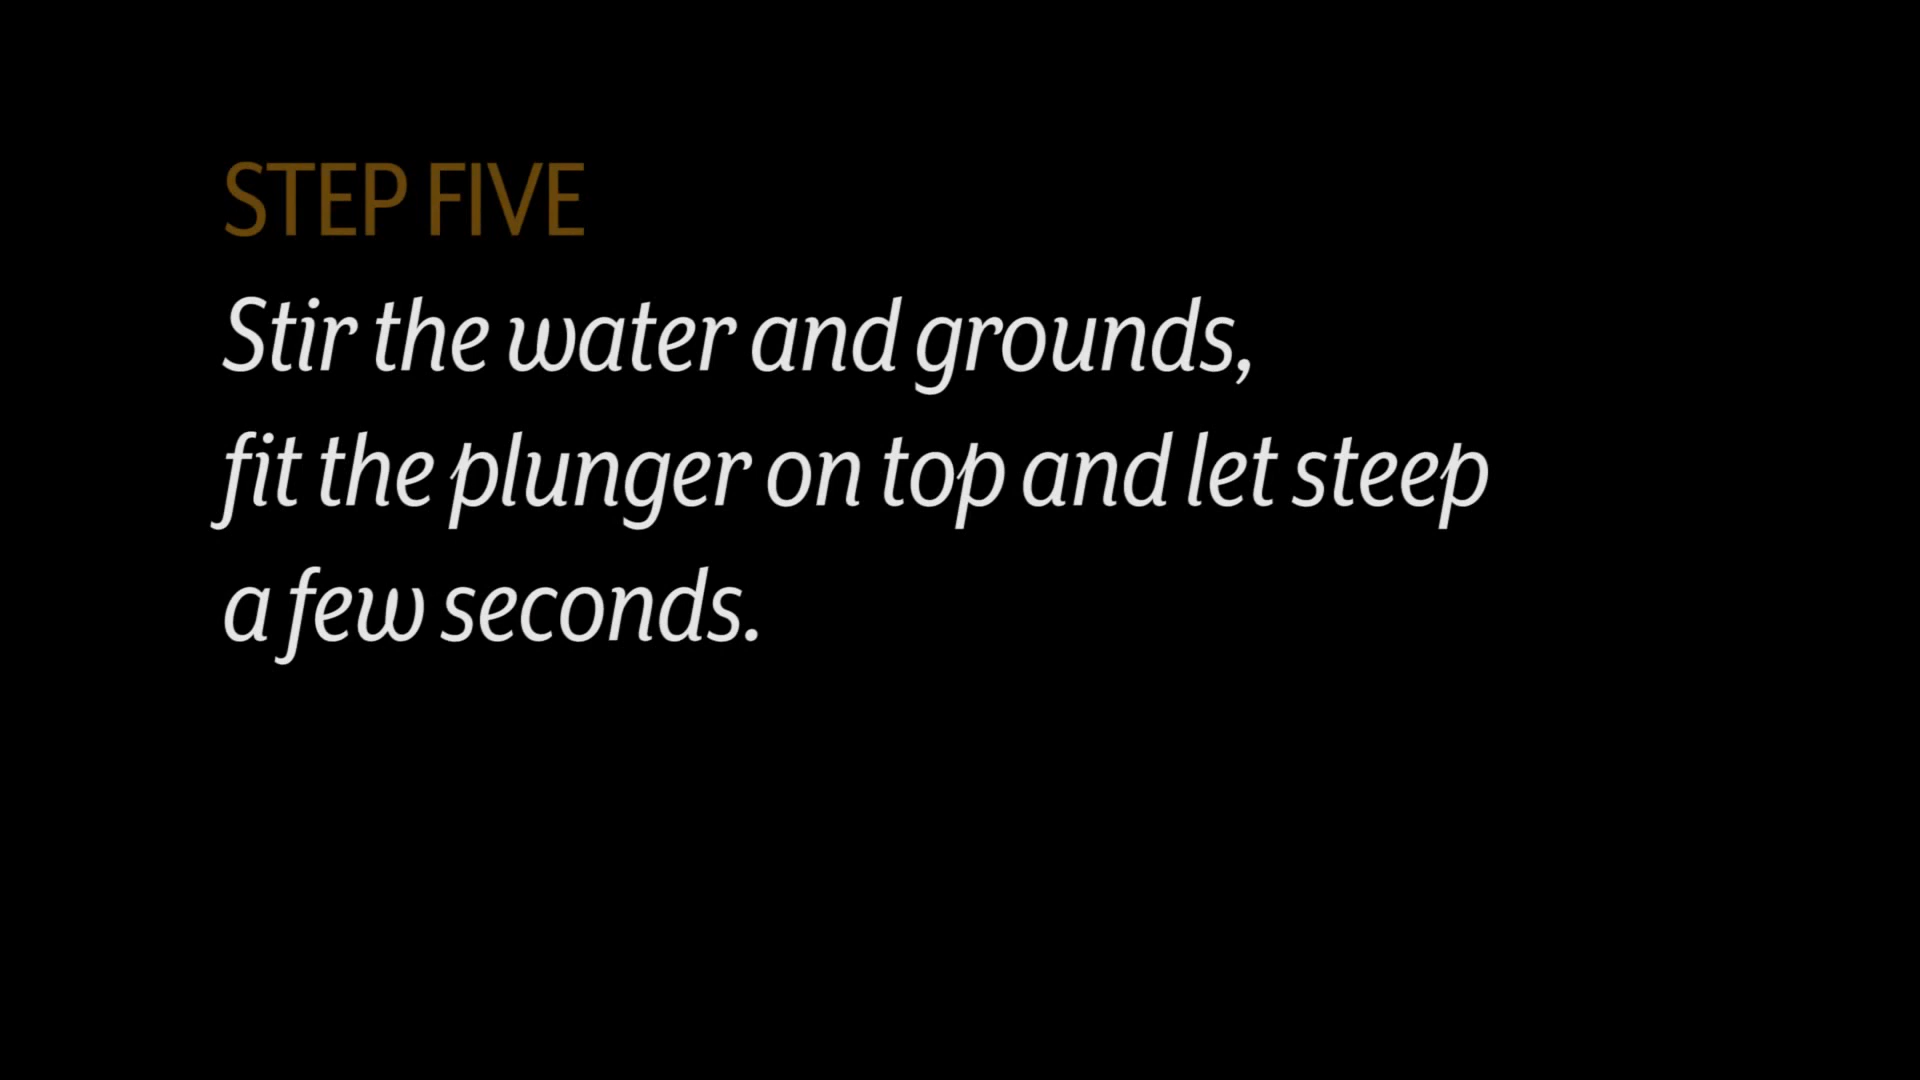 STEP FIVE
Stir the water and grounds,
fit the plunger on top and let steep
a few seconds.